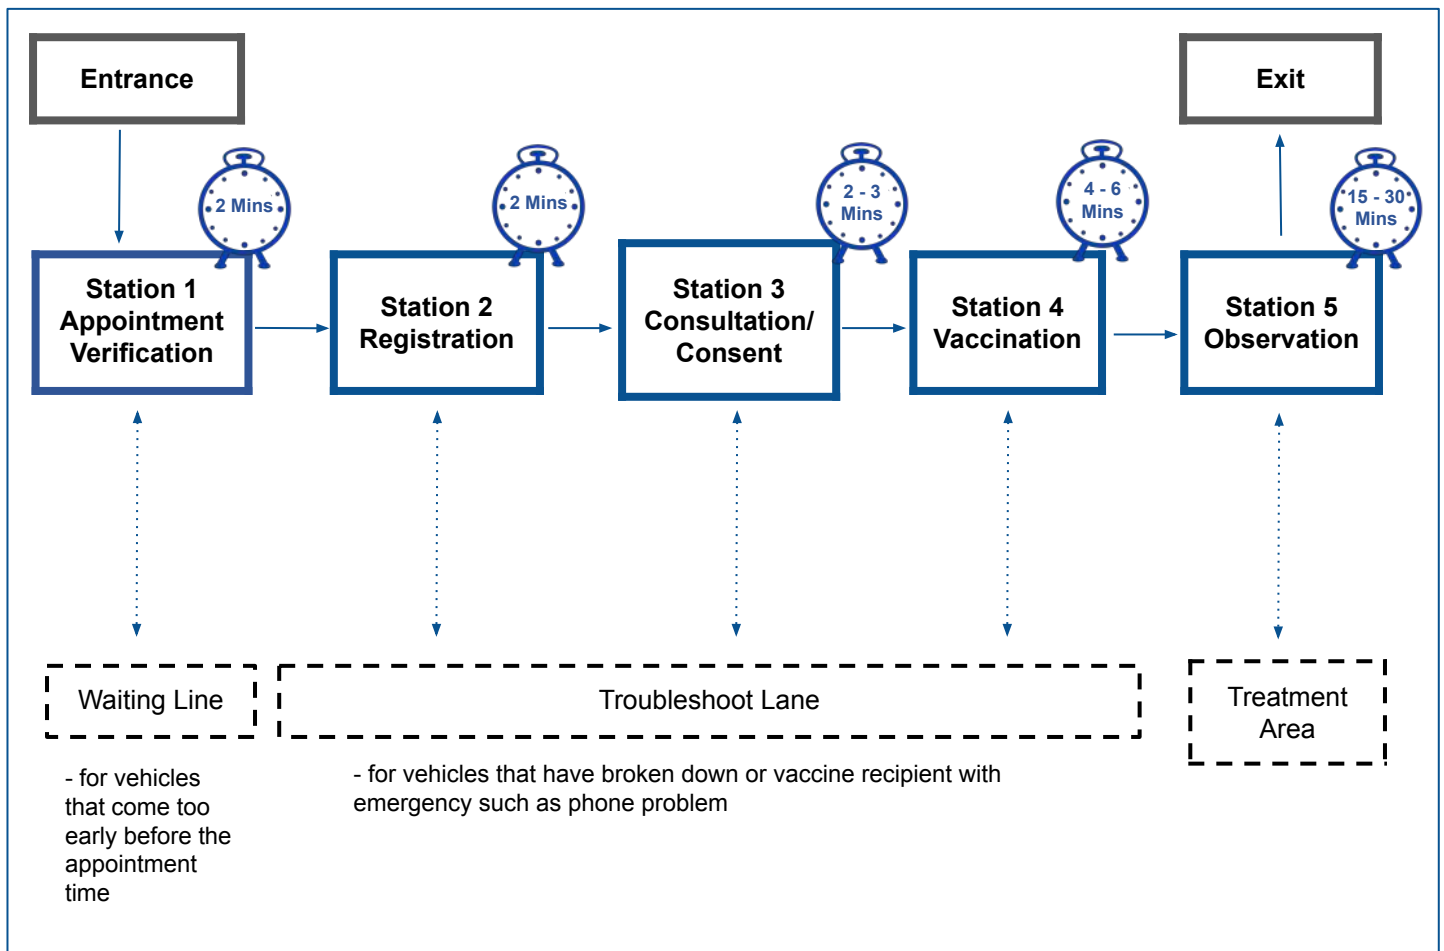 Entrance
Exit
2 Mins
2 Mins
2 - 3
Mins
4 - 6
Mins
15 - 30
Mins
Station 1
Appointment
Verification
Station 2
Registration
Station 3
Consultation/
Consent
Station 4
Vaccination
Station 5
Observation
Waiting Line
Troubleshoot Lane
Treatment
Area
- for vehicles
that come too
early before the
appointment
time
- for vehicles that have broken down or vaccine recipient with
emergency such as phone problem